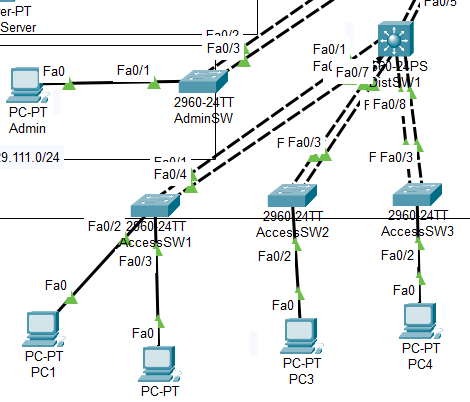 er-PT
Server
Fa0/2
Fa0/3
Fa0/5
Fa0
Fa0/1
PC-PT
Admin
2960-24TT
AdminSW
Fa0/1
Fa0/7
DistSW1
Fa0/8
29.111.0/24
Fa0/1
Fa0/4
F Fa0/3
F Fa0/3
Fa0/2
2960-24TT
AccessSW1
2960-24TT
AccessSW2
2960-24TT
AccessSW3
Fa0/3
Fa0/2
Fa0/2
Fa0
Fa0
Fa0
Fa0
PC-PT
PC1
PC-PT
PC-PT
PC3
PC-PT
PC4